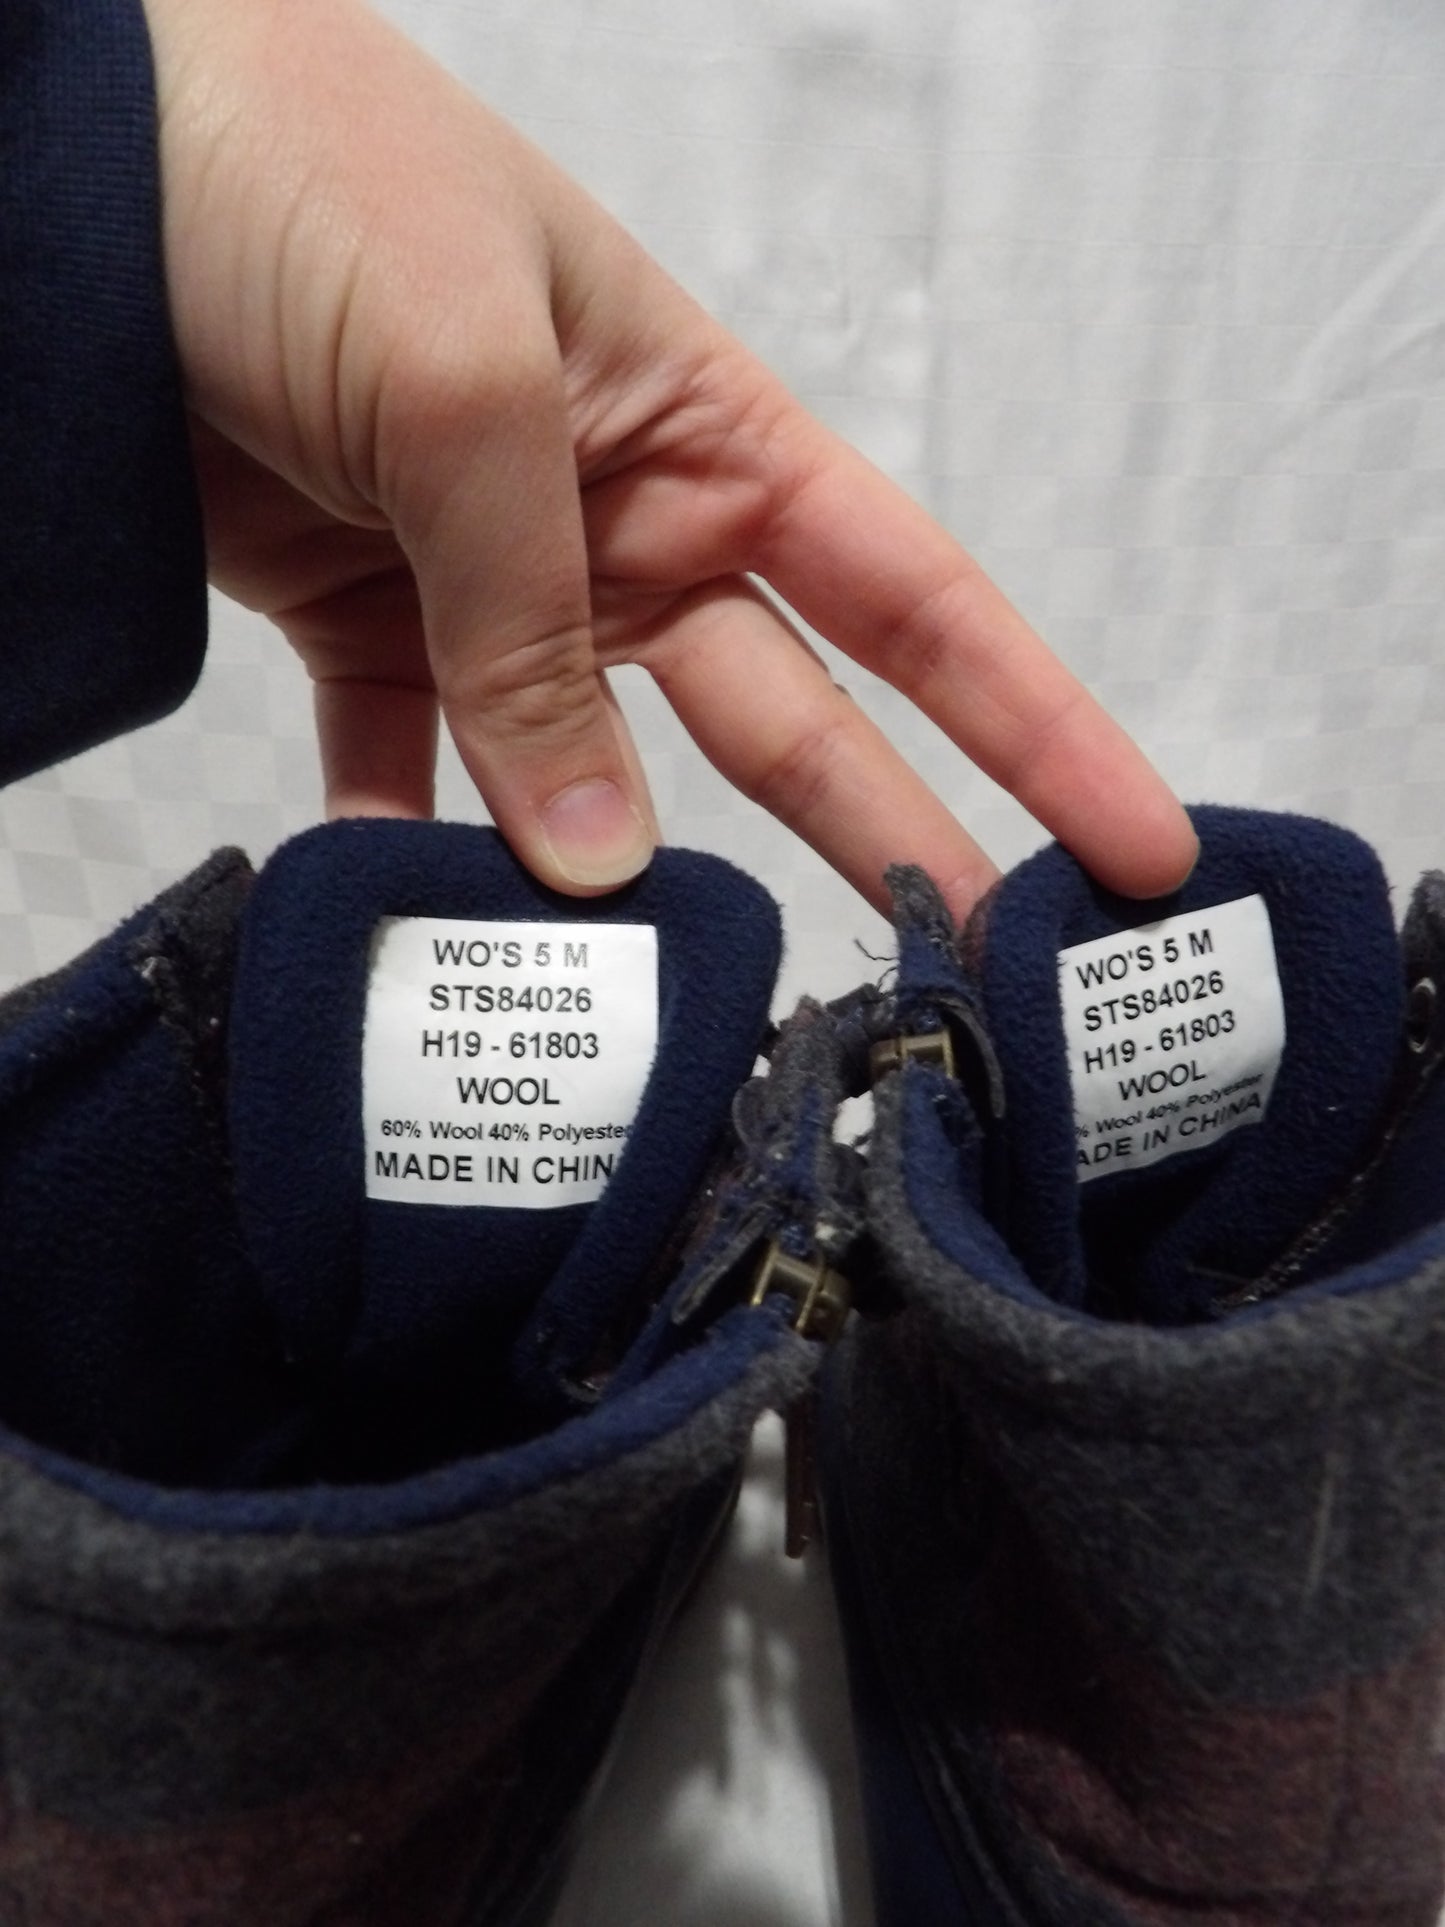 WO'S 5 M
STS84026
H19 - 61803
WOOL
60% Wool 40% Polyester
MADE IN CHIN
WO'S 5 M
STS84026
H19 - 61803
WOOL
% Wool 40% Polyester
ADE IN CHINA